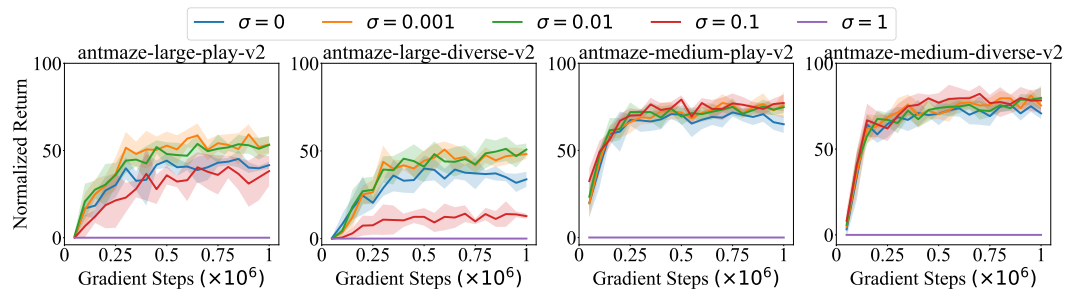 σ = 0 σ = 0.001 σ = 0.01 σ = 0.1 σ = 1
antmaze-large-play-v2 antmaze-large-diverse-v2 antmaze-medium-play-v2 antmaze-medium-diverse-v2
Normalized Return
100 100 100 100
50 50 50 50
0 0 0 0
0 0.25 0.5 0.75 1 0 0.25 0.5 0.75 1 0 0.25 0.5 0.75 1 0 0.25 0.5 0.75 1
Gradient Steps (×10⁶) Gradient Steps (×10⁶) Gradient Steps (×10⁶) Gradient Steps (×10⁶)